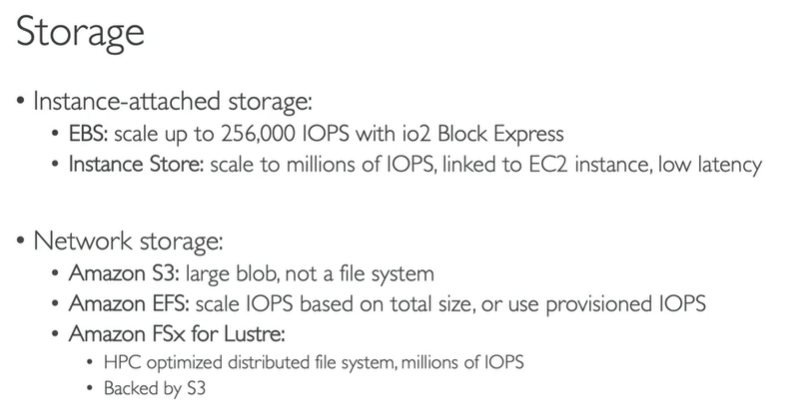 Storage
• Instance-attached storage:
• EBS: scale up to 256,000 IOPS with io2 Block Express
• Instance Store: scale to millions of IOPS, linked to EC2 instance, low latency
• Network storage:
• Amazon S3: large blob, not a file system
• Amazon EFS: scale IOPS based on total size, or use provisioned IOPS
• Amazon FSx for Lustre:
• HPC optimized distributed file system, millions of IOPS
• Backed by S3